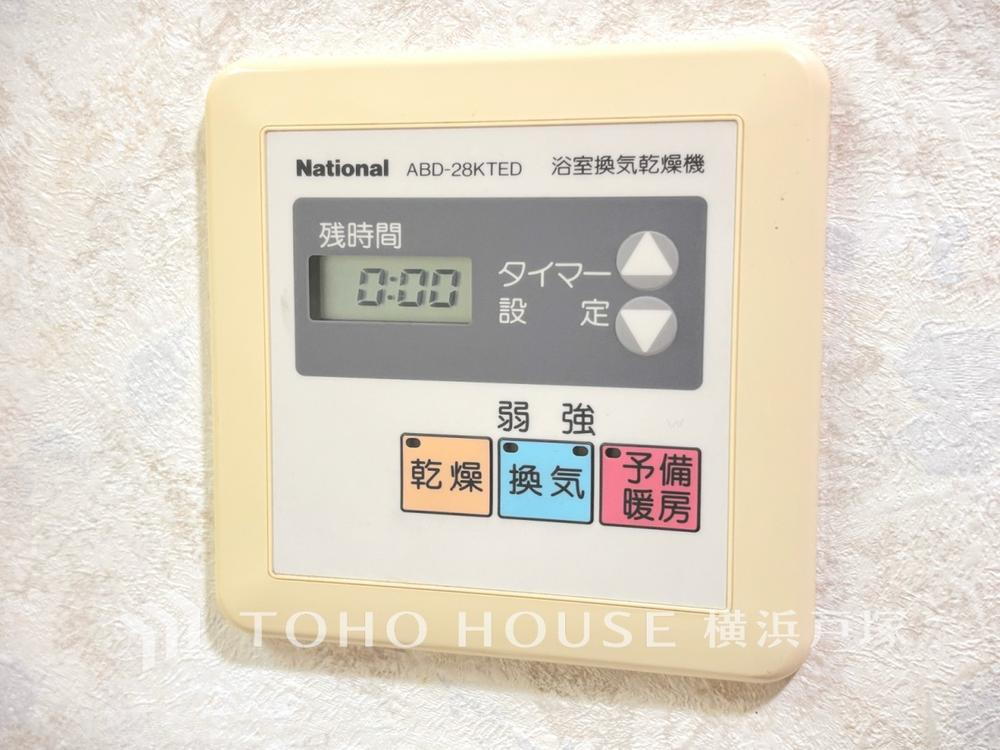 National ABD-28KTED 浴室換気乾燥機
残時間
0:00
タイマー
設定
弱 強
乾燥 換気 予備
暖房
TOHO HOUSE 横浜戸塚